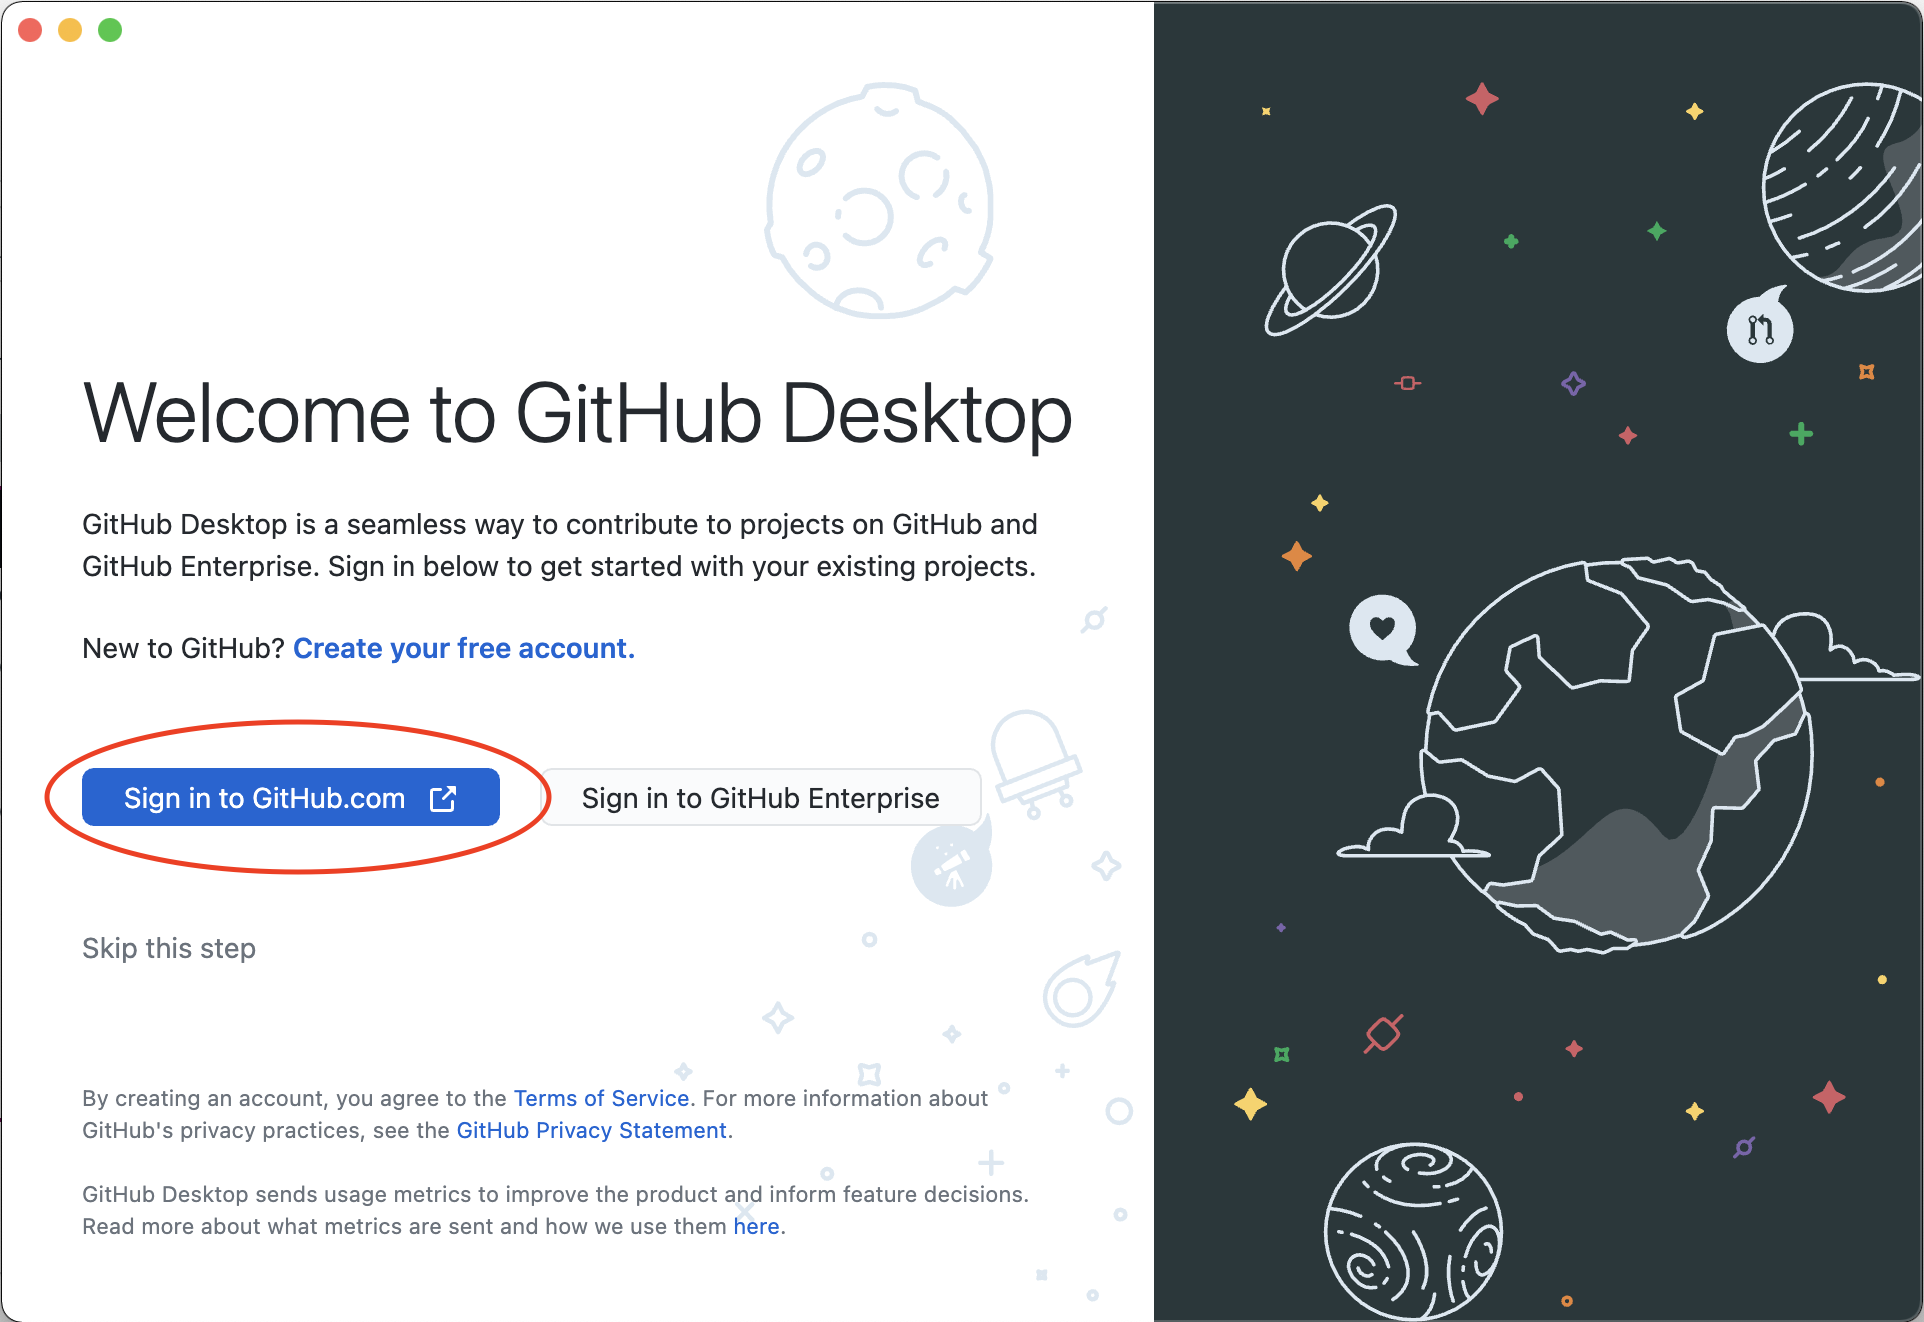 Welcome to GitHub Desktop
GitHub Desktop is a seamless way to contribute to projects on GitHub and
GitHub Enterprise. Sign in below to get started with your existing projects.
New to GitHub? Create your free account.
Sign in to GitHub.com
Sign in to GitHub Enterprise
Skip this step
By creating an account, you agree to the Terms of Service. For more information about
GitHub's privacy practices, see the GitHub Privacy Statement.
GitHub Desktop sends usage metrics to improve the product and inform feature decisions.
Read more about what metrics are sent and how we use them here.